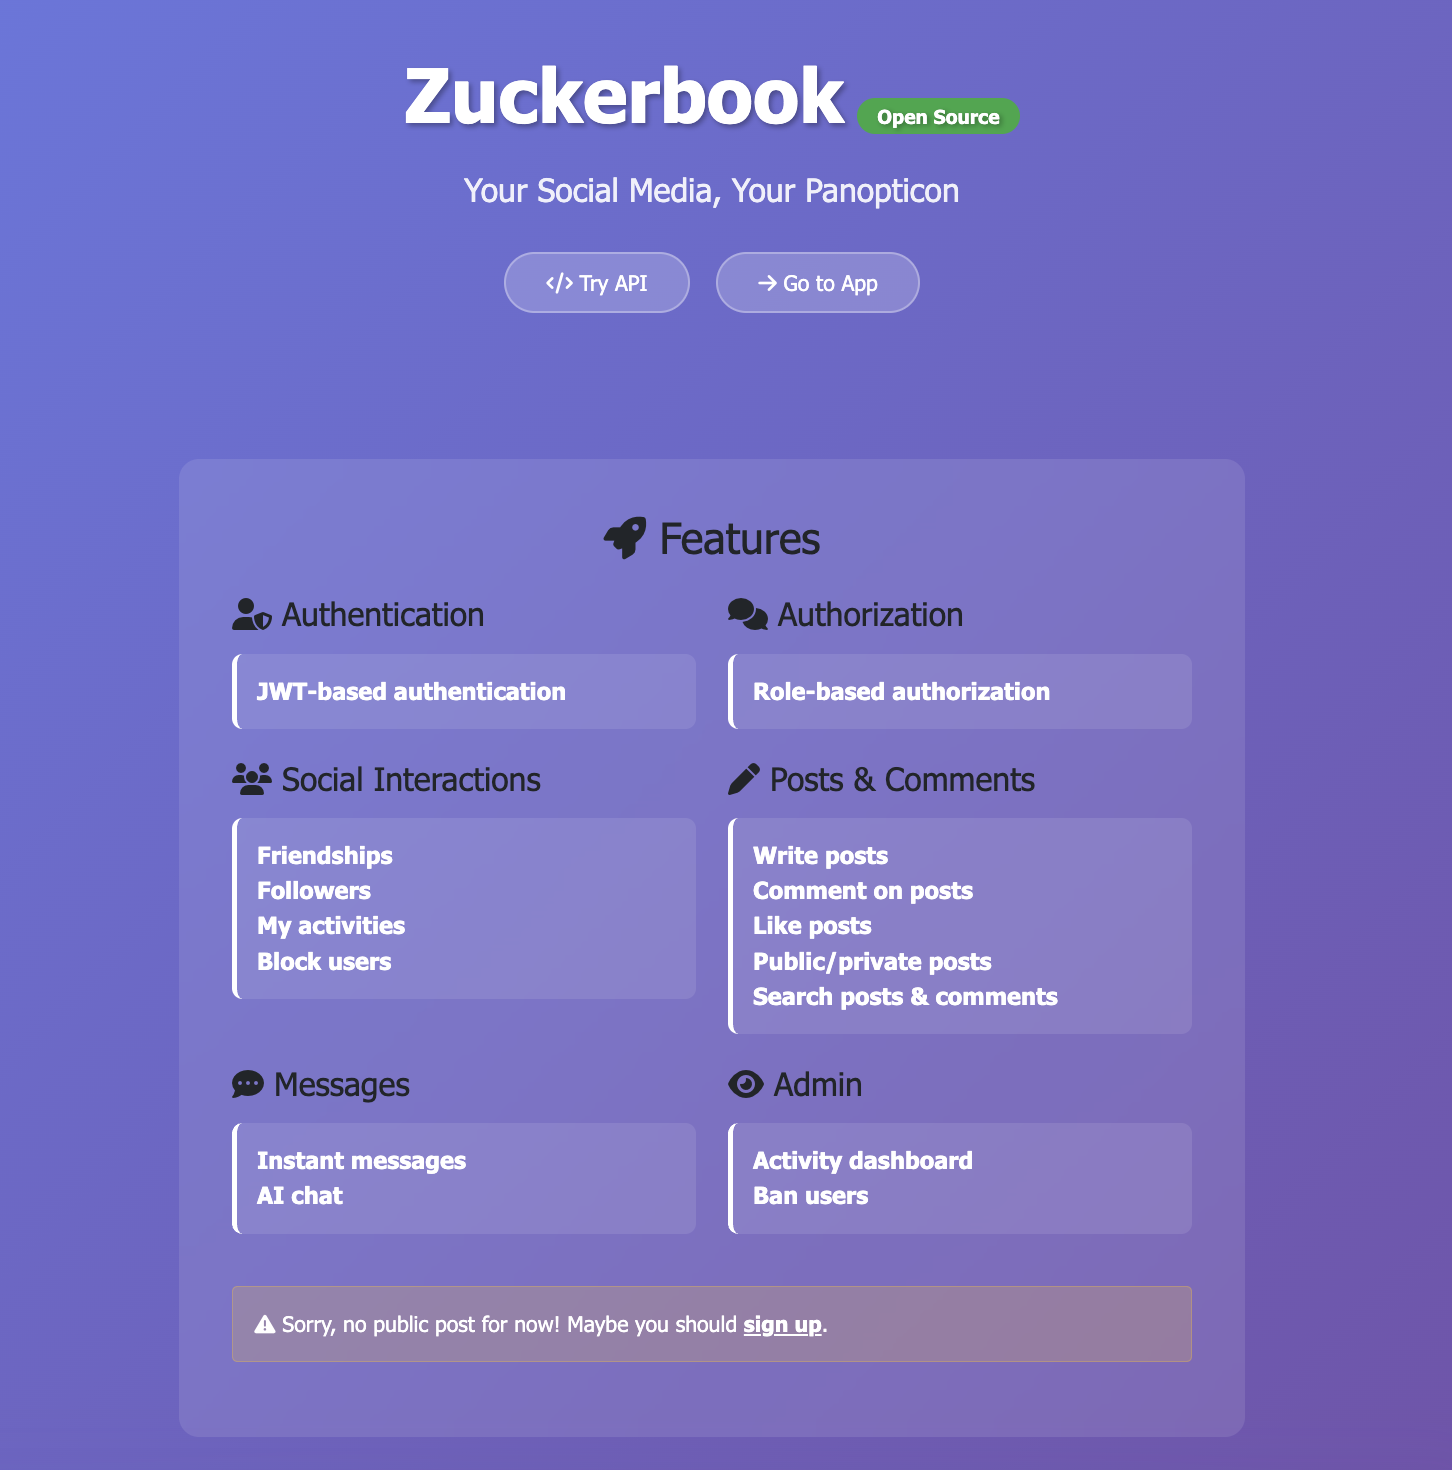 Zuckerbook Open Source
Your Social Media, Your Panopticon
Try API
Go to App
Features
Authentication
JWT-based authentication
Authorization
Role-based authorization
Social Interactions
Friendships
Followers
My activities
Block users
Posts & Comments
Write posts
Comment on posts
Like posts
Public/private posts
Search posts & comments
Messages
Instant messages
AI chat
Admin
Activity dashboard
Ban users
Sorry, no public post for now! Maybe you should sign up.